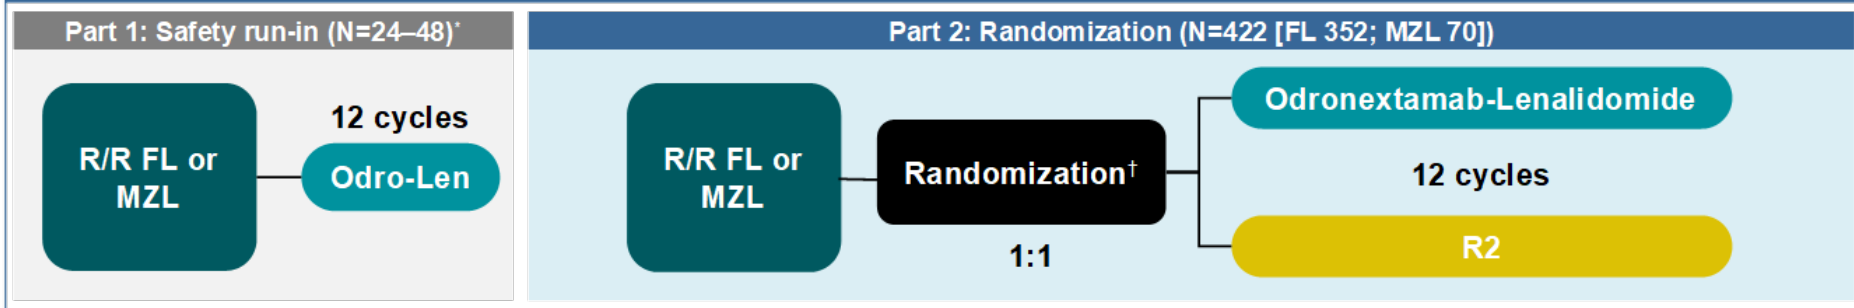 Part 1: Safety run-in (N=24–48)*
12 cycles
R/R FL or
MZL
Odro-Len
Part 2: Randomization (N=422 [FL 352; MZL 70])
R/R FL or
MZL
Randomization†
1:1
Odronextamab-Lenalidomide
12 cycles
R2